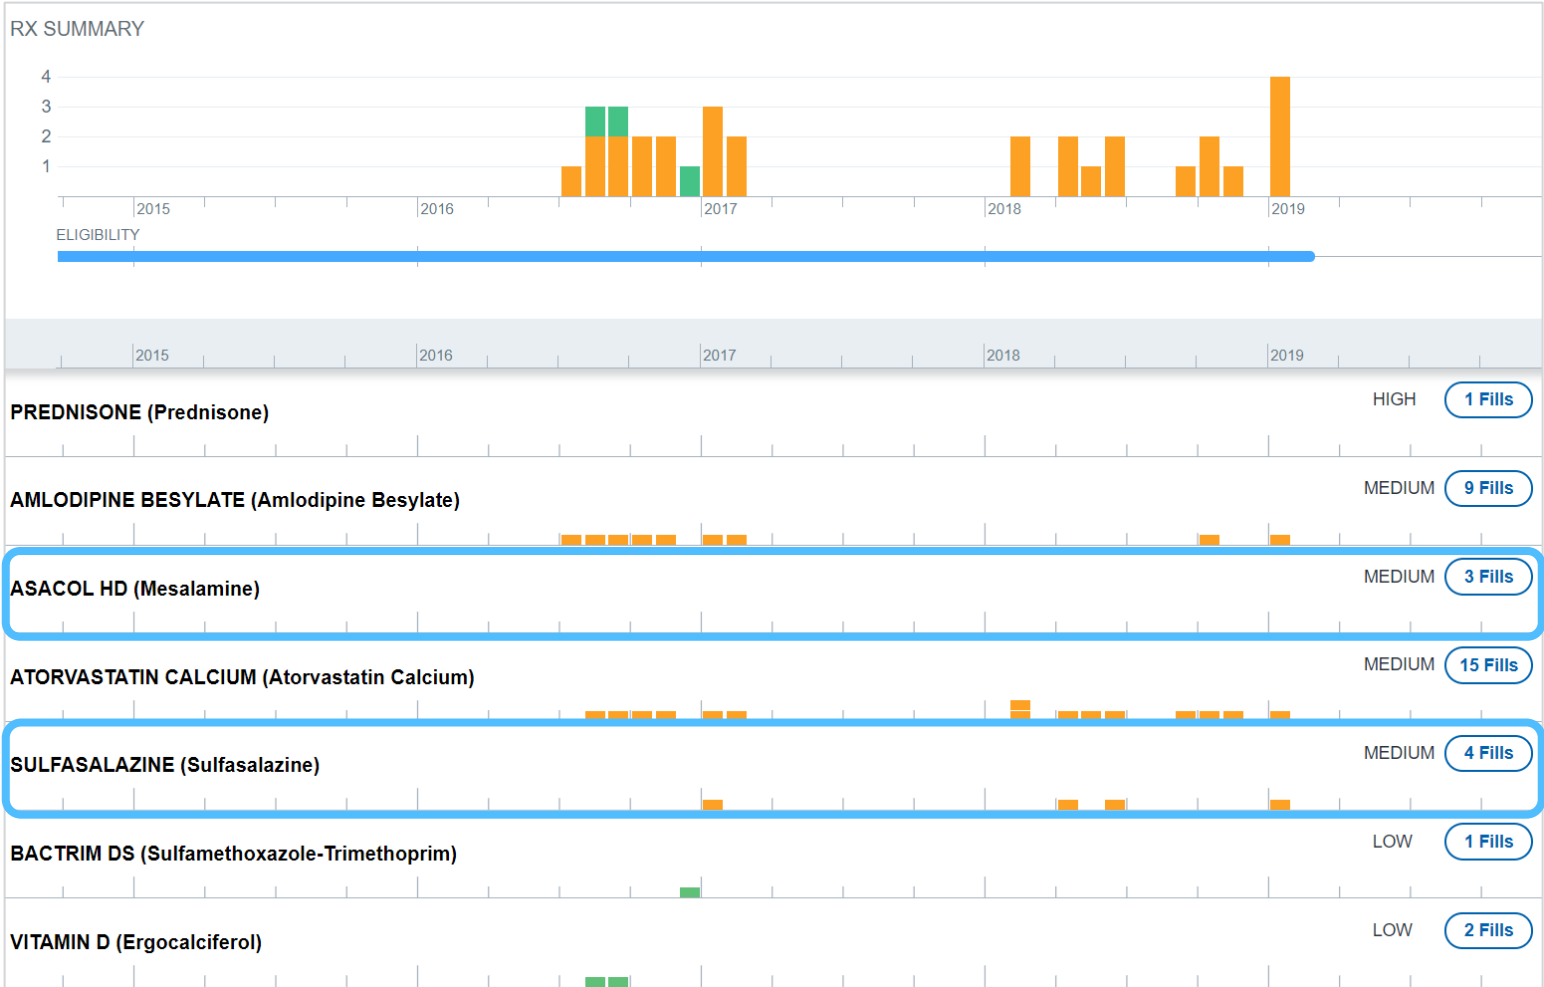 RX SUMMARY
4
3
2
1
2015 2016 2017 2018 2019
ELIGIBILITY
2015 2016 2017 2018 2019
PREDNISONE (Prednisone) HIGH 1 Fills
AMLODIPINE BESYLATE (Amlodipine Besylate) MEDIUM 9 Fills
ASACOL HD (Mesalamine) MEDIUM 3 Fills
ATORVASTATIN CALCIUM (Atorvastatin Calcium) MEDIUM 15 Fills
SULFASALAZINE (Sulfasalazine) MEDIUM 4 Fills
BACTRIM DS (Sulfamethoxazole-Trimethoprim) LOW 1 Fills
VITAMIN D (Ergocalciferol) LOW 2 Fills